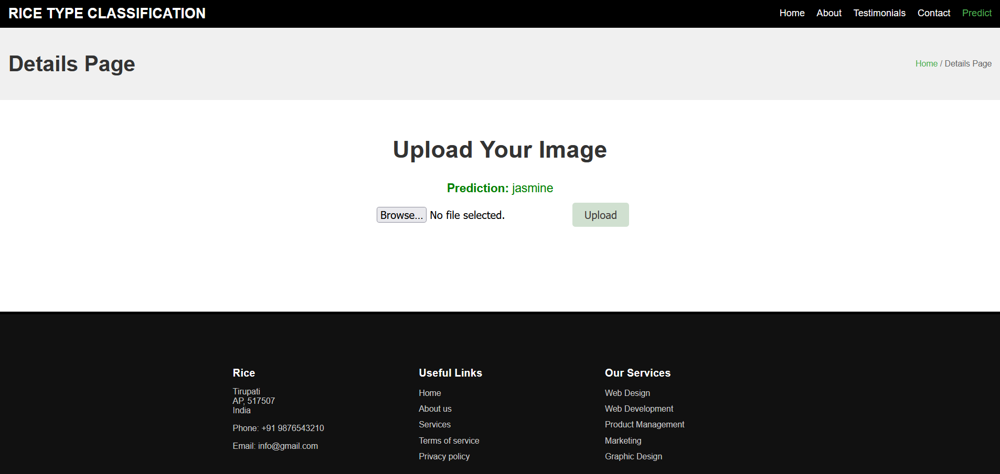 RICE TYPE CLASSIFICATION
Home About Testimonials Contact Predict
Details Page
Home / Details Page
Upload Your Image
Prediction: jasmine
Browse... No file selected.
Upload
Rice
Tirupati
AP, 517507
India
Phone: +91 9876543210
Email: info@gmail.com
Useful Links
Home
About us
Services
Terms of service
Privacy policy
Our Services
Web Design
Web Development
Product Management
Marketing
Graphic Design